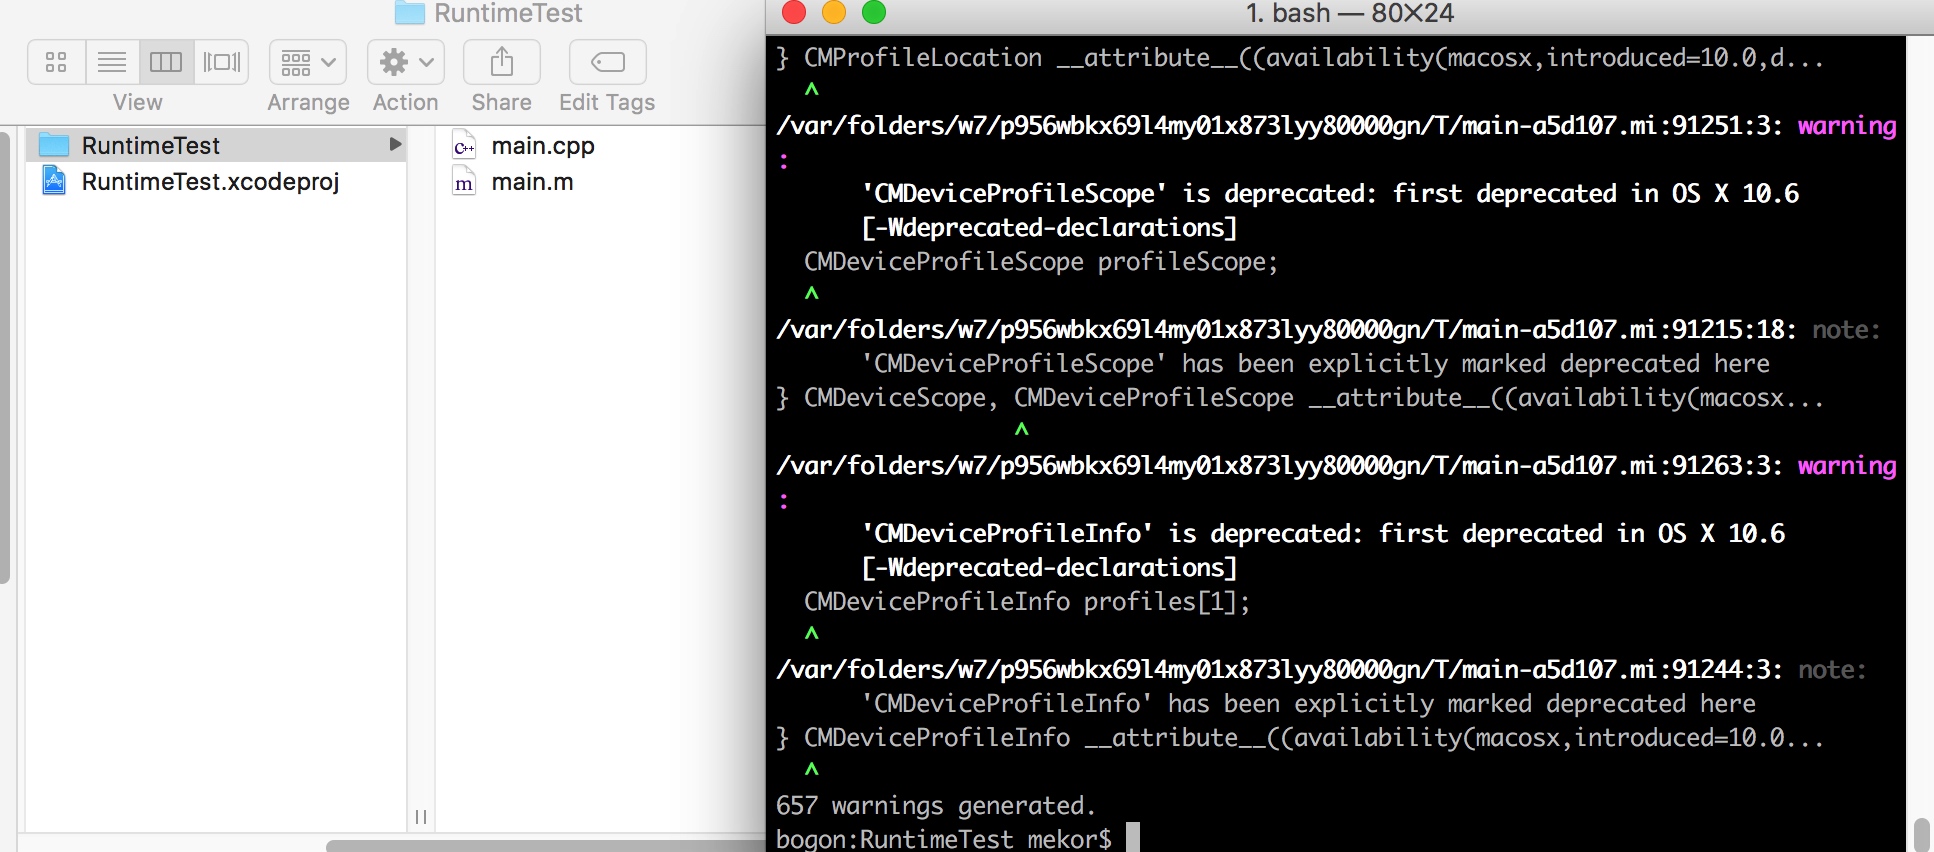 RuntimeTest
View
Arrange
Action
Share
Edit Tags
RuntimeTest
RuntimeTest.xcodeproj
main.cpp
main.m
1. bash — 80×24
} CMProfileLocation __attribute__((availability(macosx,introduced=10.0,d...
^
/var/folders/w7/p956wbkx69l4my01x873lyy80000gn/T/main-a5d107.mi:91251:3: warning
:
'CMDeviceProfileScope' is deprecated: first deprecated in OS X 10.6
[-Wdeprecated-declarations]
CMDeviceProfileScope profileScope;
^
/var/folders/w7/p956wbkx69l4my01x873lyy80000gn/T/main-a5d107.mi:91215:18: note:
'CMDeviceProfileScope' has been explicitly marked deprecated here
} CMDeviceScope, CMDeviceProfileScope __attribute__((availability(macosx...
^
/var/folders/w7/p956wbkx69l4my01x873lyy80000gn/T/main-a5d107.mi:91263:3: warning
:
'CMDeviceProfileInfo' is deprecated: first deprecated in OS X 10.6
[-Wdeprecated-declarations]
CMDeviceProfileInfo profiles[1];
^
/var/folders/w7/p956wbkx69l4my01x873lyy80000gn/T/main-a5d107.mi:91244:3: note:
'CMDeviceProfileInfo' has been explicitly marked deprecated here
} CMDeviceProfileInfo __attribute__((availability(macosx,introduced=10.0...
^
657 warnings generated.
bogon:RuntimeTest mekor$